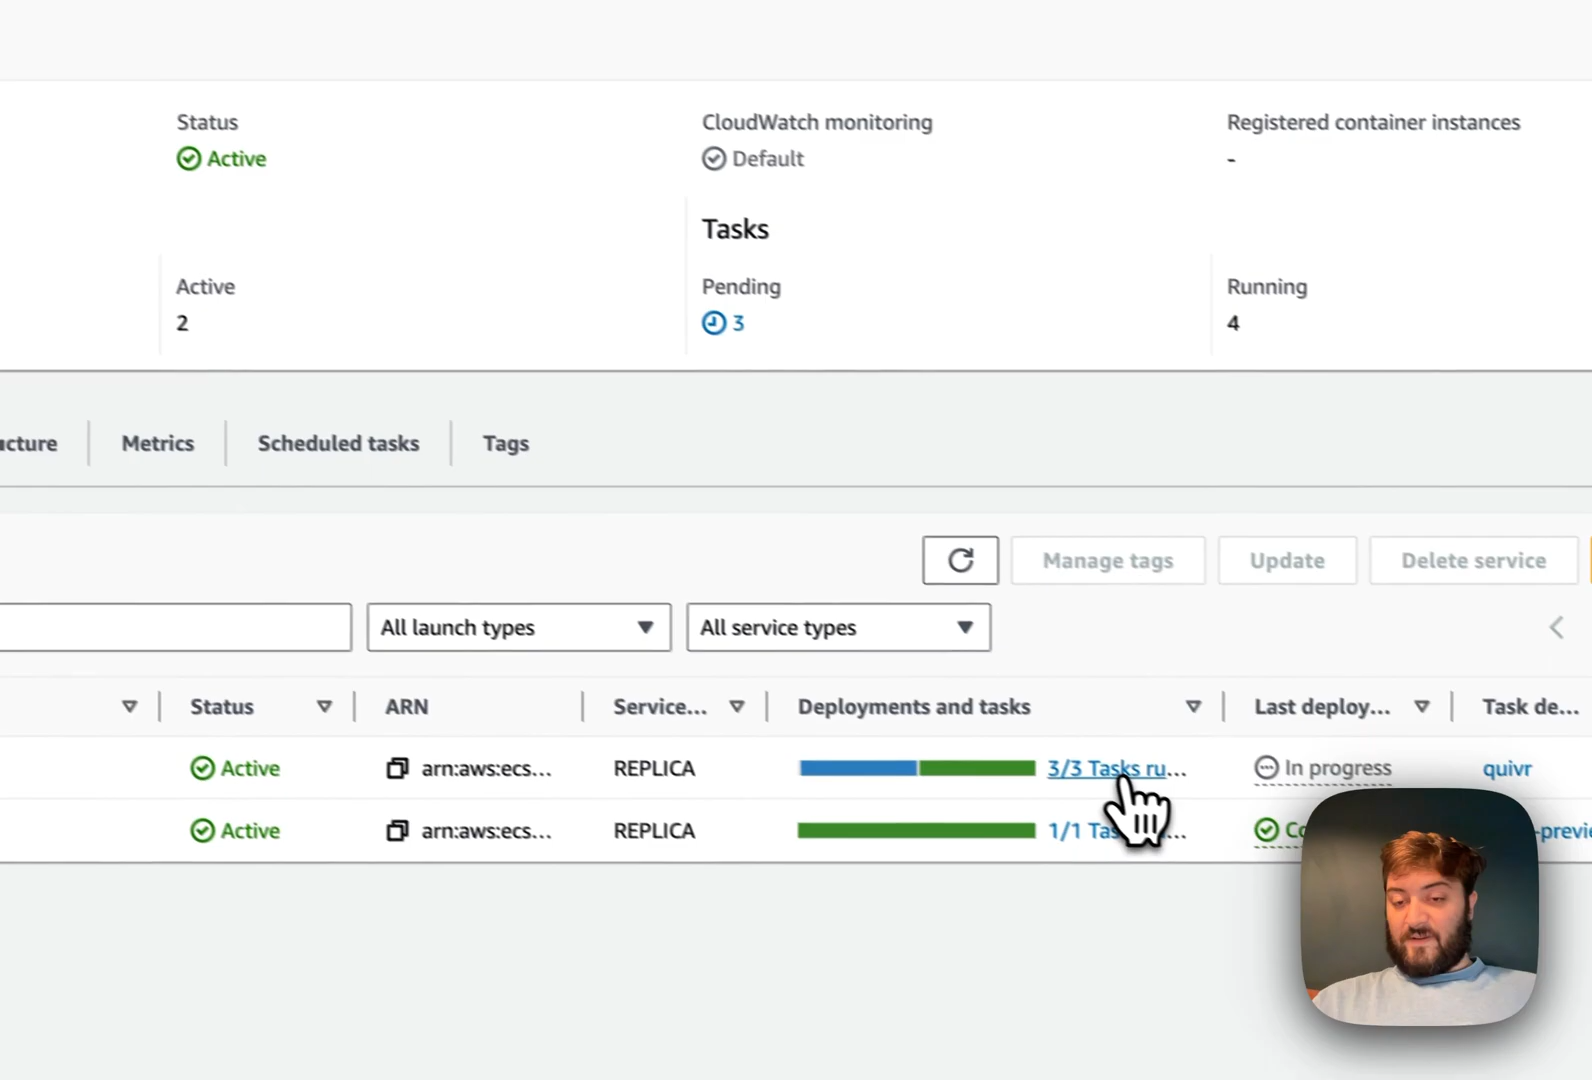 Status
Active
CloudWatch monitoring
Default
Registered container instances
-
Tasks
Active
2
Pending
3
Running
4
Metrics
Scheduled tasks
Tags
Manage tags
Update
Delete service
All launch types
All service types
Status
ARN
Service...
Deployments and tasks
Last deploy...
Task de...
Active
arn:aws:ecs...
REPLICA
3/3 Tasks ru...
In progress
quivr
Active
arn:aws:ecs...
REPLICA
1/1